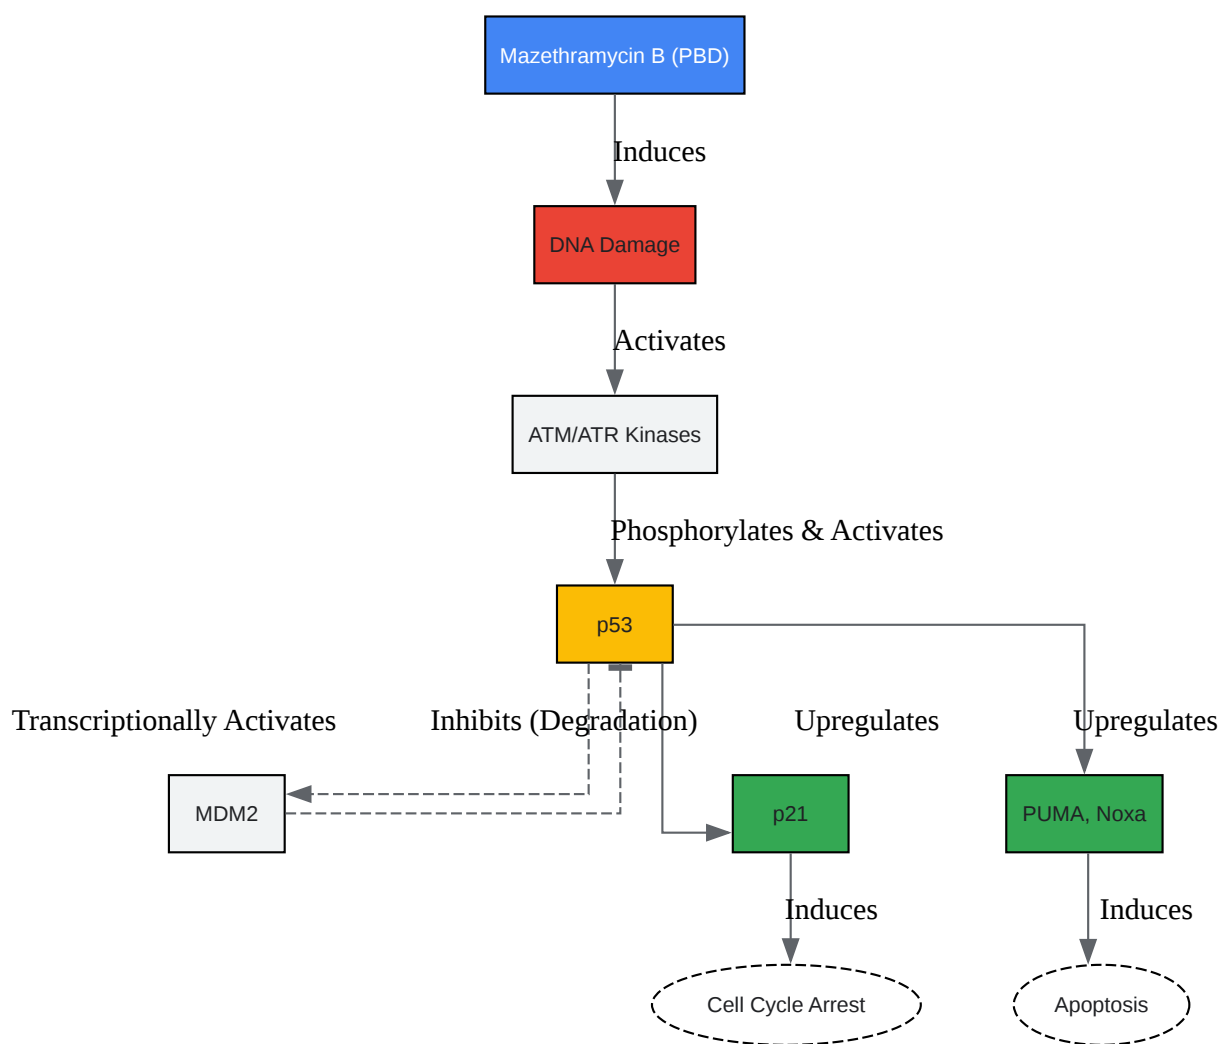 Mazethramycin B (PBD)
Induces
DNA Damage
Activates
ATM/ATR Kinases
Phosphorylates & Activates
p53
Transcriptionally Activates
Inhibits (Degradation)
Upregulates
Upregulates
MDM2
p21
PUMA, Noxa
Induces
Induces
Cell Cycle Arrest
Apoptosis